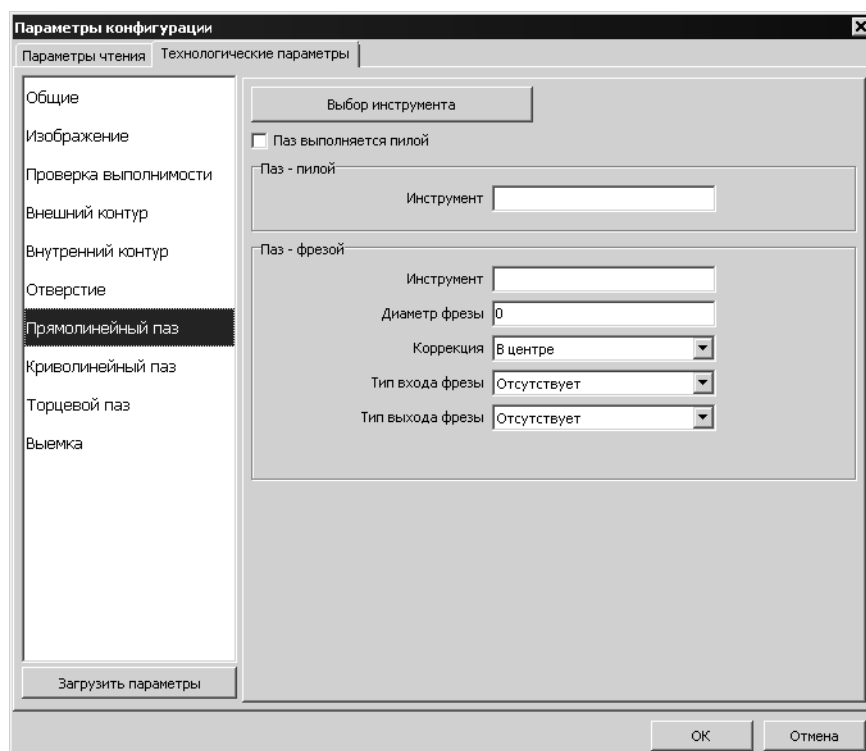 Параметры конфигурации
Параметры чтения
Технологические параметры
Общие
Изображение
Проверка выполнимости
Внешний контур
Внутренний контур
Отверстие
Прямолинейный паз
Криволинейный паз
Торцевой паз
Выемка
Загрузить параметры
Выбор инструмента
Паз выполняется пилой
Паз - пилой
Инструмент
Паз - фрезой
Инструмент
Диаметр фрезы 0
Коррекция В центре
Тип входа фрезы Отсутствует
Тип выхода фрезы Отсутствует
ОК
Отмена